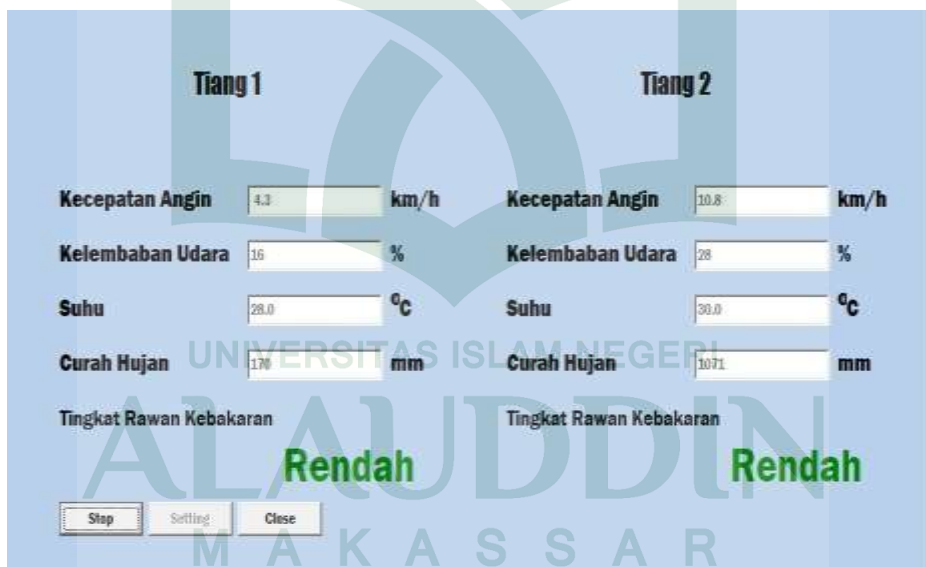 Tiang 1
Kecepatan Angin 4.3 km/h
Kelembaban Udara 16 %
Suhu 28.0 ⁰C
Curah Hujan 170 mm
Tingkat Rawan Kebakaran
Rendah
Tiang 2
Kecepatan Angin 10.8 km/h
Kelembaban Udara 28 %
Suhu 30.0 ⁰C
Curah Hujan 1071 mm
Tingkat Rawan Kebakaran
Rendah
Stop Setting Close
UNIVERSITAS ISLAM NEGERI
ALAUDDIN
MAKASSAR